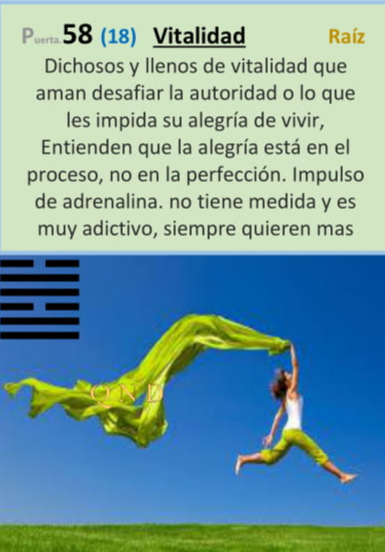 Puerta.58 (18) Vitalidad Raíz
Dichosos y llenos de vitalidad que
aman desafiar la autoridad o lo que
les impida su alegría de vivir,
Entienden que la alegría está en el
proceso, no en la perfección. Impulso
de adrenalina. no tiene medida y es
muy adictivo, siempre quieren mas
OND